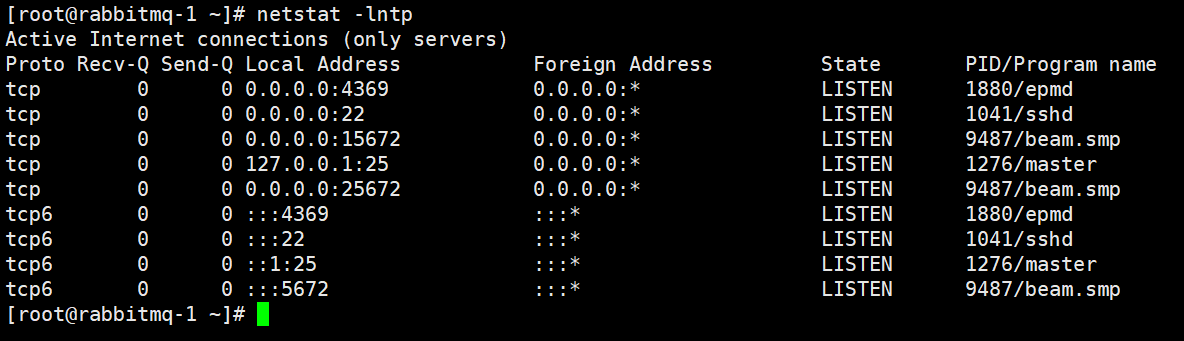 [root@rabbitmq-1 ~]# netstat -lntp
Active Internet connections (only servers)
Proto Recv-Q Send-Q Local Address           Foreign Address         State       PID/Program name
tcp        0      0 0.0.0.0:4369            0.0.0.0:*               LISTEN      1880/epmd
tcp        0      0 0.0.0.0:22              0.0.0.0:*               LISTEN      1041/sshd
tcp        0      0 0.0.0.0:15672           0.0.0.0:*               LISTEN      9487/beam.smp
tcp        0      0 127.0.0.1:25            0.0.0.0:*               LISTEN      1276/master
tcp        0      0 0.0.0.0:25672           0.0.0.0:*               LISTEN      9487/beam.smp
tcp6       0      0 :::4369                 :::*                    LISTEN      1880/epmd
tcp6       0      0 :::22                   :::*                    LISTEN      1041/sshd
tcp6       0      0 ::1:25                  :::*                    LISTEN      1276/master
tcp6       0      0 :::5672                 :::*                    LISTEN      9487/beam.smp
[root@rabbitmq-1 ~]#